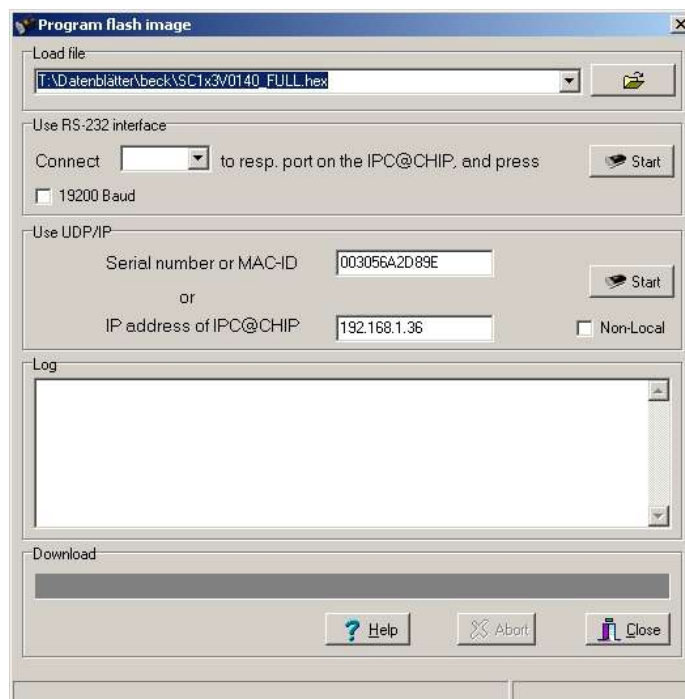 Program flash image
Load file
T:\Datenblätter\beck\SC1x3V0140_FULL.hex
Use RS-232 interface
Connect to resp. port on the IPC@CHIP, and press Start
19200 Baud
Use UDP/IP
Serial number or MAC-ID 003056A2D89E
Start
or
IP address of IPC@CHIP 192.168.1.36 Non-Local
Log
Download
? Help Abort Close